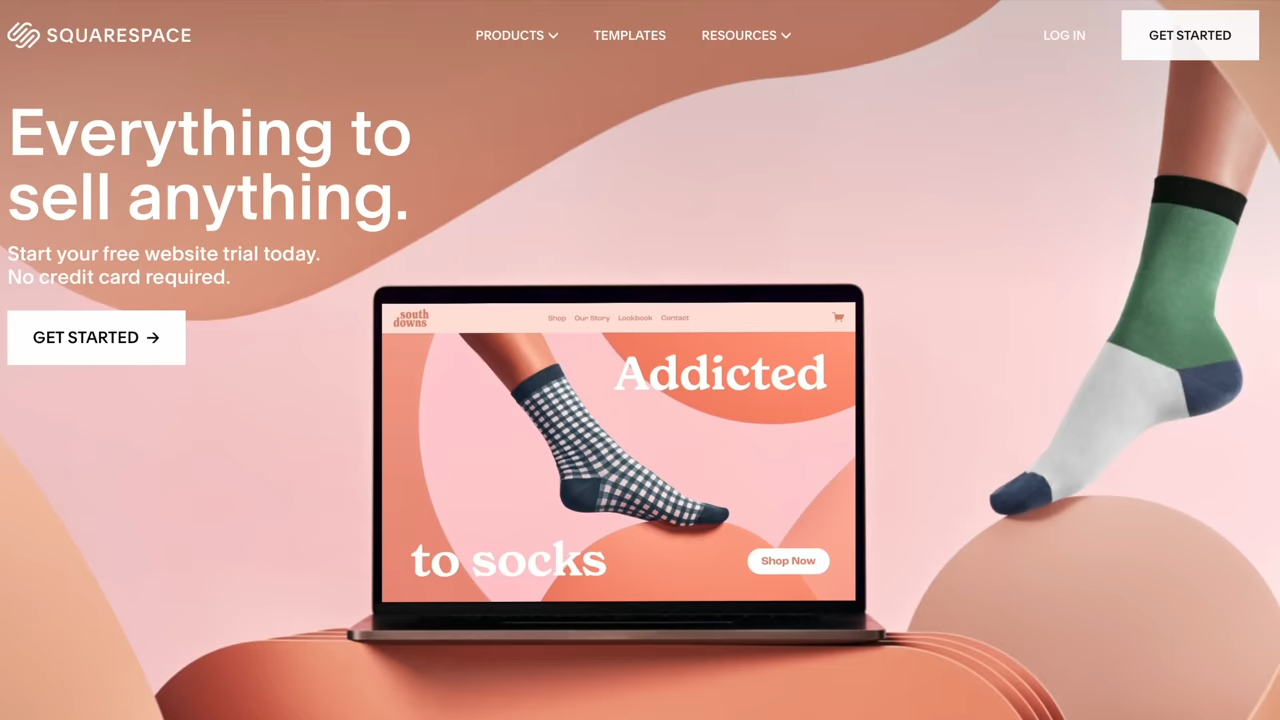 SQUARESPACE
PRODUCTS
TEMPLATES
RESOURCES
LOG IN
GET STARTED
Everything to
sell anything.
Start your free website trial today.
No credit card required.
GET STARTED →
south
downs
Shop Our Story Lookbook Contact
Addicted
to socks
Shop Now